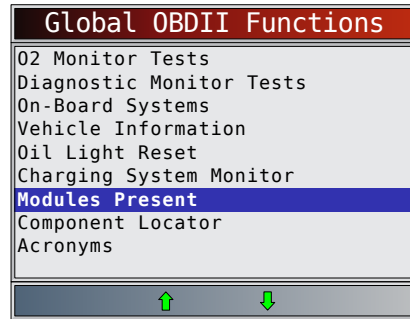 Global OBDII Functions
O2 Monitor Tests
Diagnostic Monitor Tests
On-Board Systems
Vehicle Information
Oil Light Reset
Charging System Monitor
Modules Present
Component Locator
Acronyms